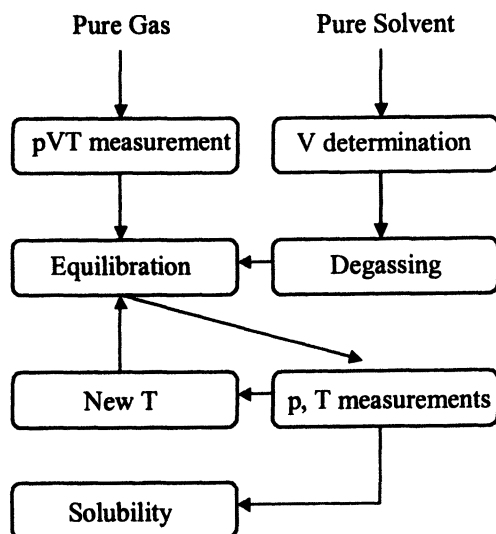 Pure Gas
Pure Solvent
pVT measurement
V determination
Equilibration
Degassing
New T
p, T measurements
Solubility